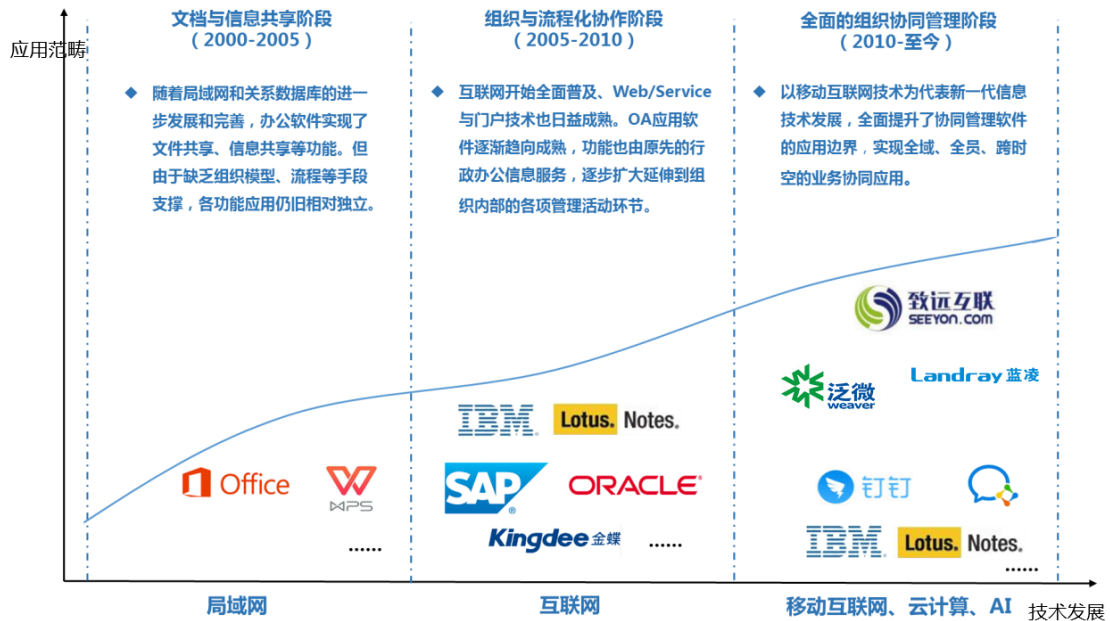 应用范畴
文档与信息共享阶段
（2000-2005）
随着局域网和关系数据库的进一
步发展和完善，办公软件实现了
文件共享、信息共享等功能。但
由于缺乏组织模型、流程等手段
支撑，各功能应用仍旧相对独立。
Office
WPS
......
局域网
组织与流程化协作阶段
（2005-2010）
互联网开始全面普及、Web/Service
与门户技术也日益成熟。OA应用软
件逐渐趋向成熟，功能也由原先的行
政办公信息服务，逐步扩大延伸到组
织内部的各项管理活动环节。
IBM® Lotus. Notes.
SAP® ORACLE®
Kingdee 金蝶
......
互联网
全面的组织协同管理阶段
（2010-至今）
以移动互联网技术为代表新一代信息
技术发展，全面提升了协同管理软件
的应用边界，实现全域、全员、跨时
空的业务协同应用。
致远互联
SEEYON.COM
泛微
weaver
Landray 蓝凌
钉钉
IBM® Lotus. Notes.
......
移动互联网、云计算、AI
技术发展